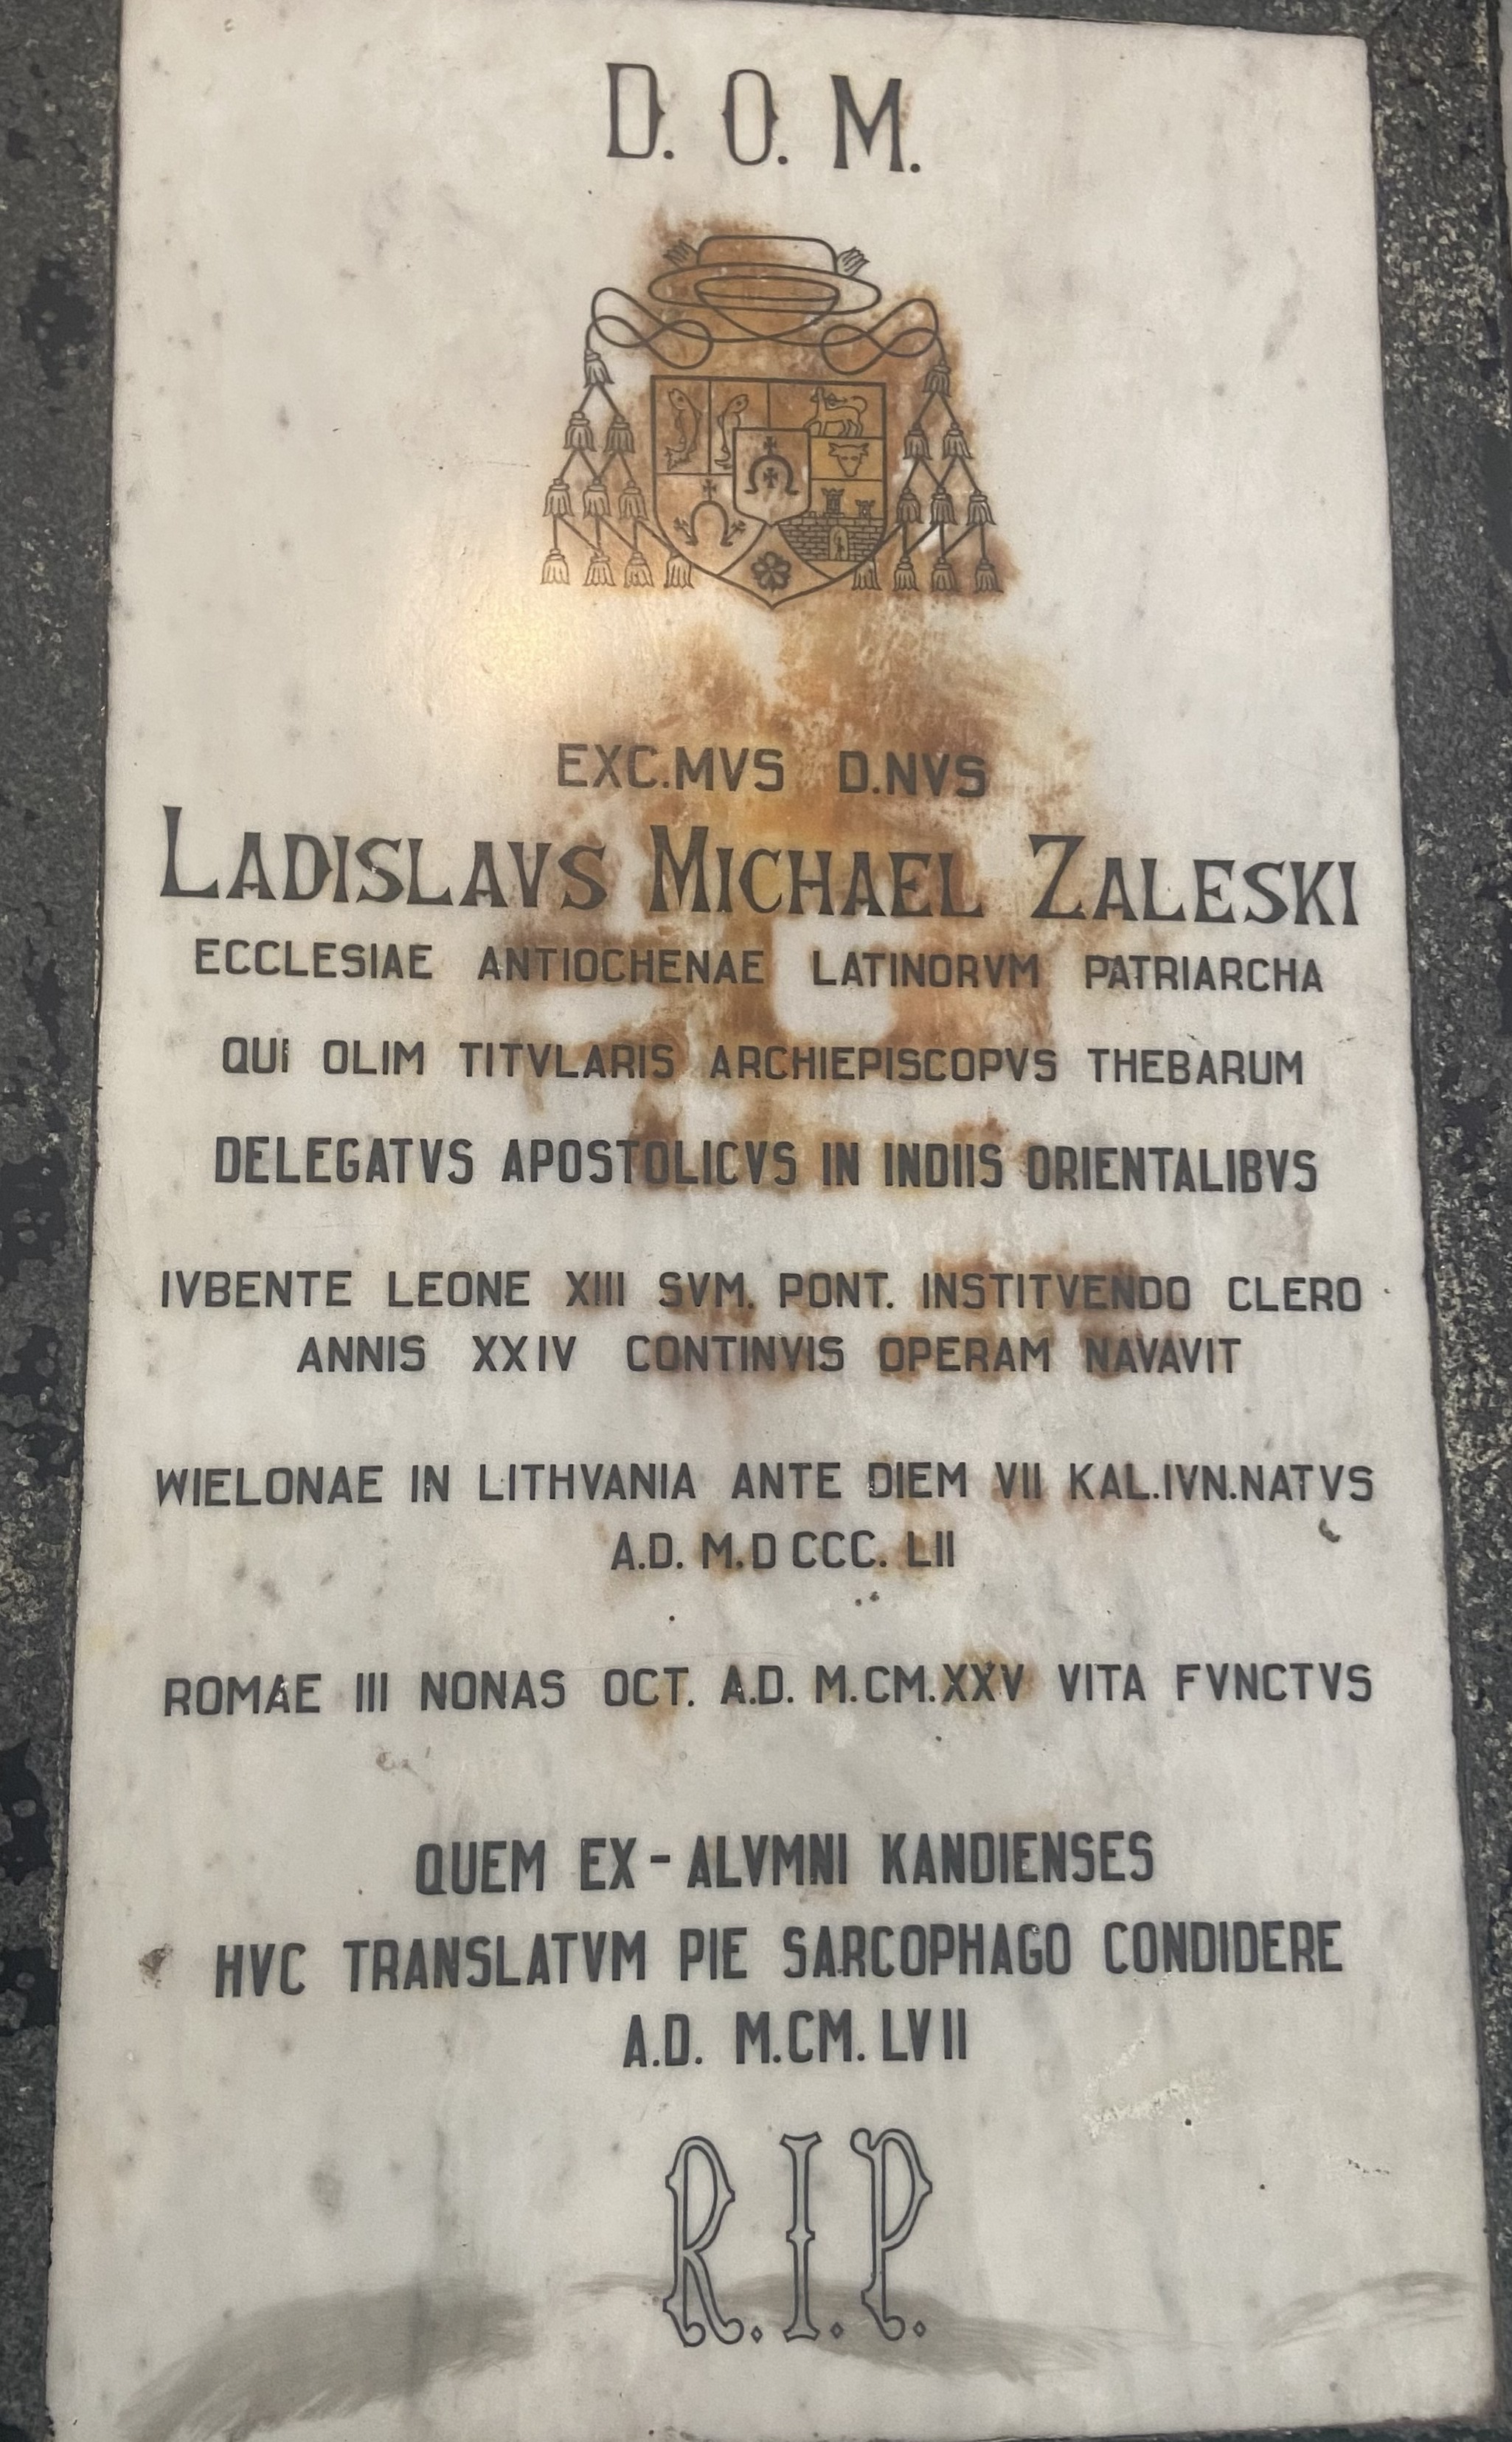 D. O. M.
EXC.MVS D.NVS
LADISLAVS MICHAEL ZALESKI
ECCLESIAE ANTIOCHENAE LATINORVM PATRIARCHA
QUI OLIM TITVLARIS ARCHIEPISCOPVS THEBARUM
DELEGATVS APOSTOLICVS IN INDIIS ORIENTALIBVS
IVBENTE LEONE XIII SVM. PONT. INSTITVENDO CLERO
ANNIS XXIV CONTINVIS OPERAM NAVAVIT
WIELONAE IN LITHVANIA ANTE DIEM VII KAL.IVN.NATVS
A.D. M.D CCC. LII
ROMAE III NONAS OCT. A.D. M.CM.XXV VITA FVNCTVS
QUEM EX-ALVMNI KANDIENSES
HVC TRANSLATVM PIE SARCOPHAGO CONDIDERE
A.D. M.CM. LVII
R.I.P.